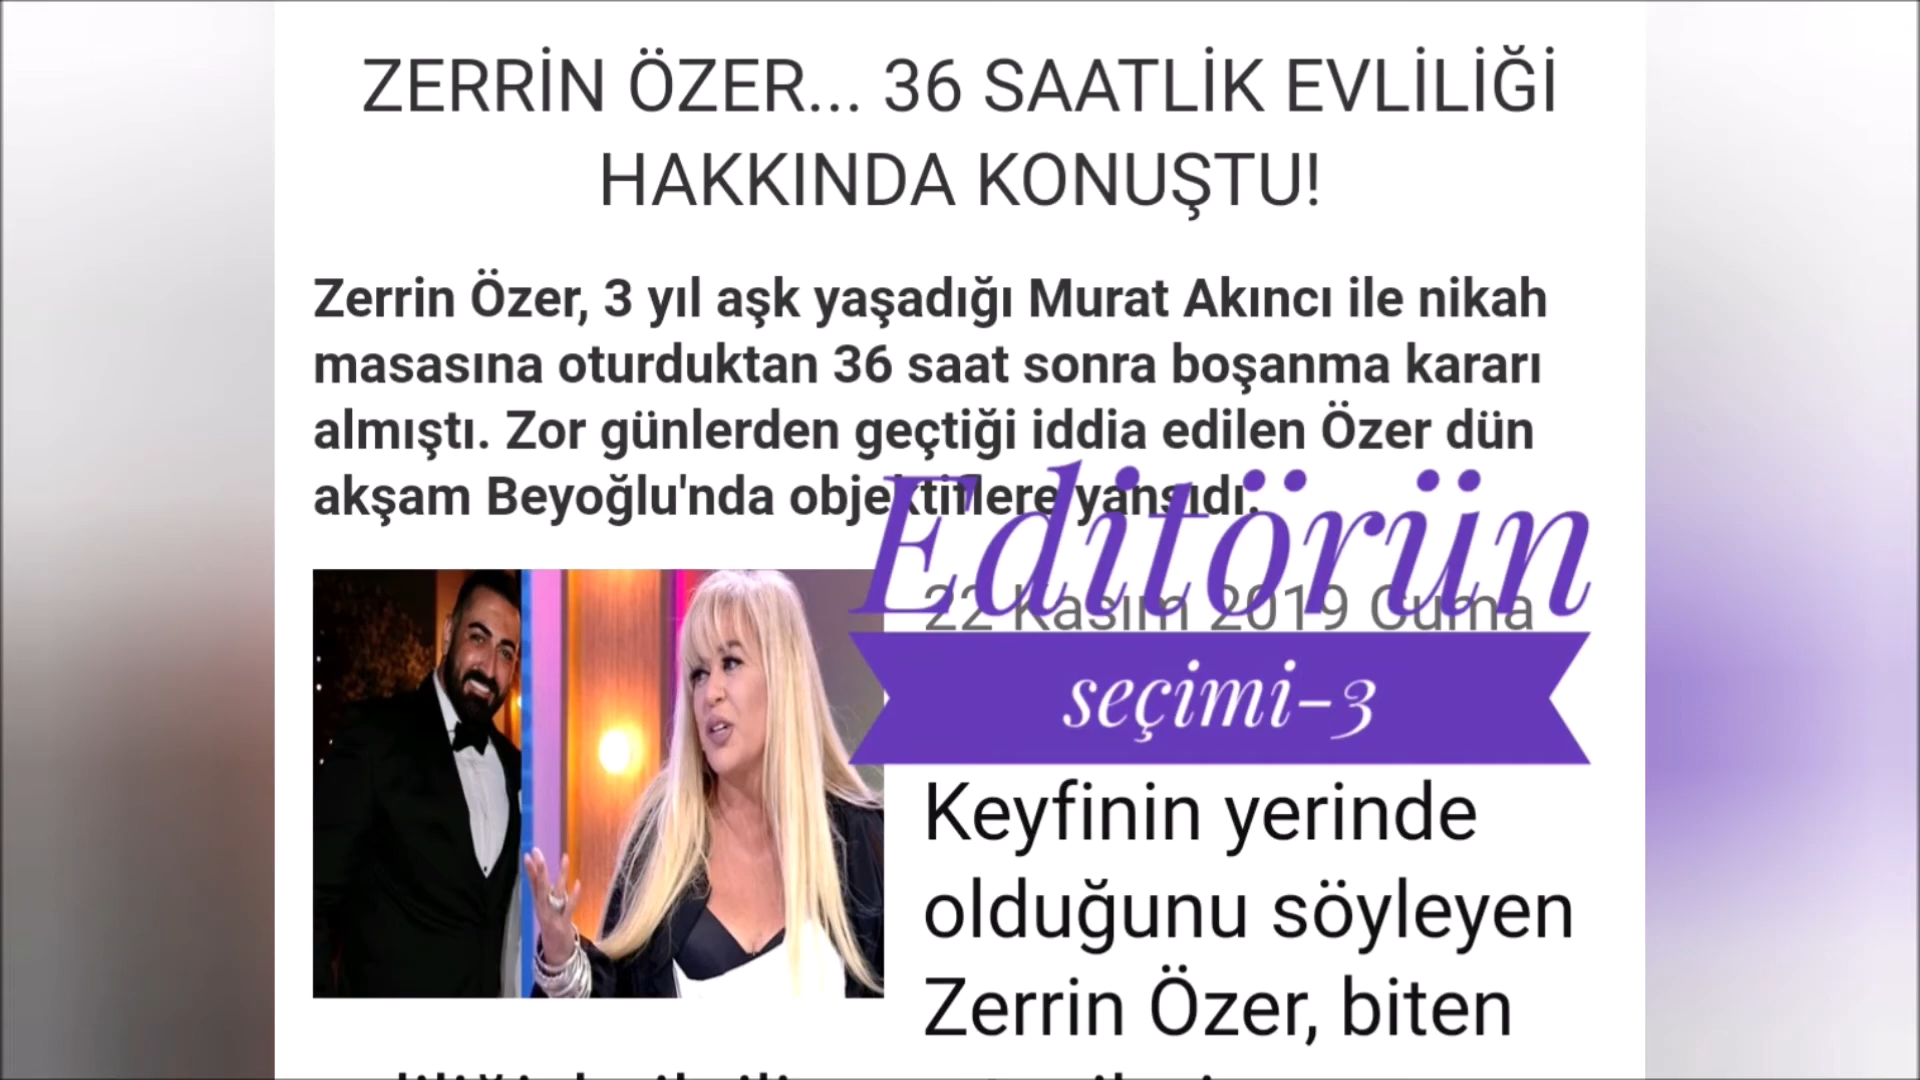 ZERRİN ÖZER... 36 SAATLİK EVLİLİĞİ
HAKKINDA KONUŞTU!
Zerrin Özer, 3 yıl aşk yaşadığı Murat Akıncı ile nikah
masasına oturduktan 36 saat sonra boşanma kararı
almıştı. Zor günlerden geçtiği iddia edilen Özer dün
akşam Beyoğlu'nda objektiflere yansıdı.
Editörün
22 Kasım 2019 Cuma
seçimi-3
Keyfinin yerinde
olduğunu söyleyen
Zerrin Özer, biten